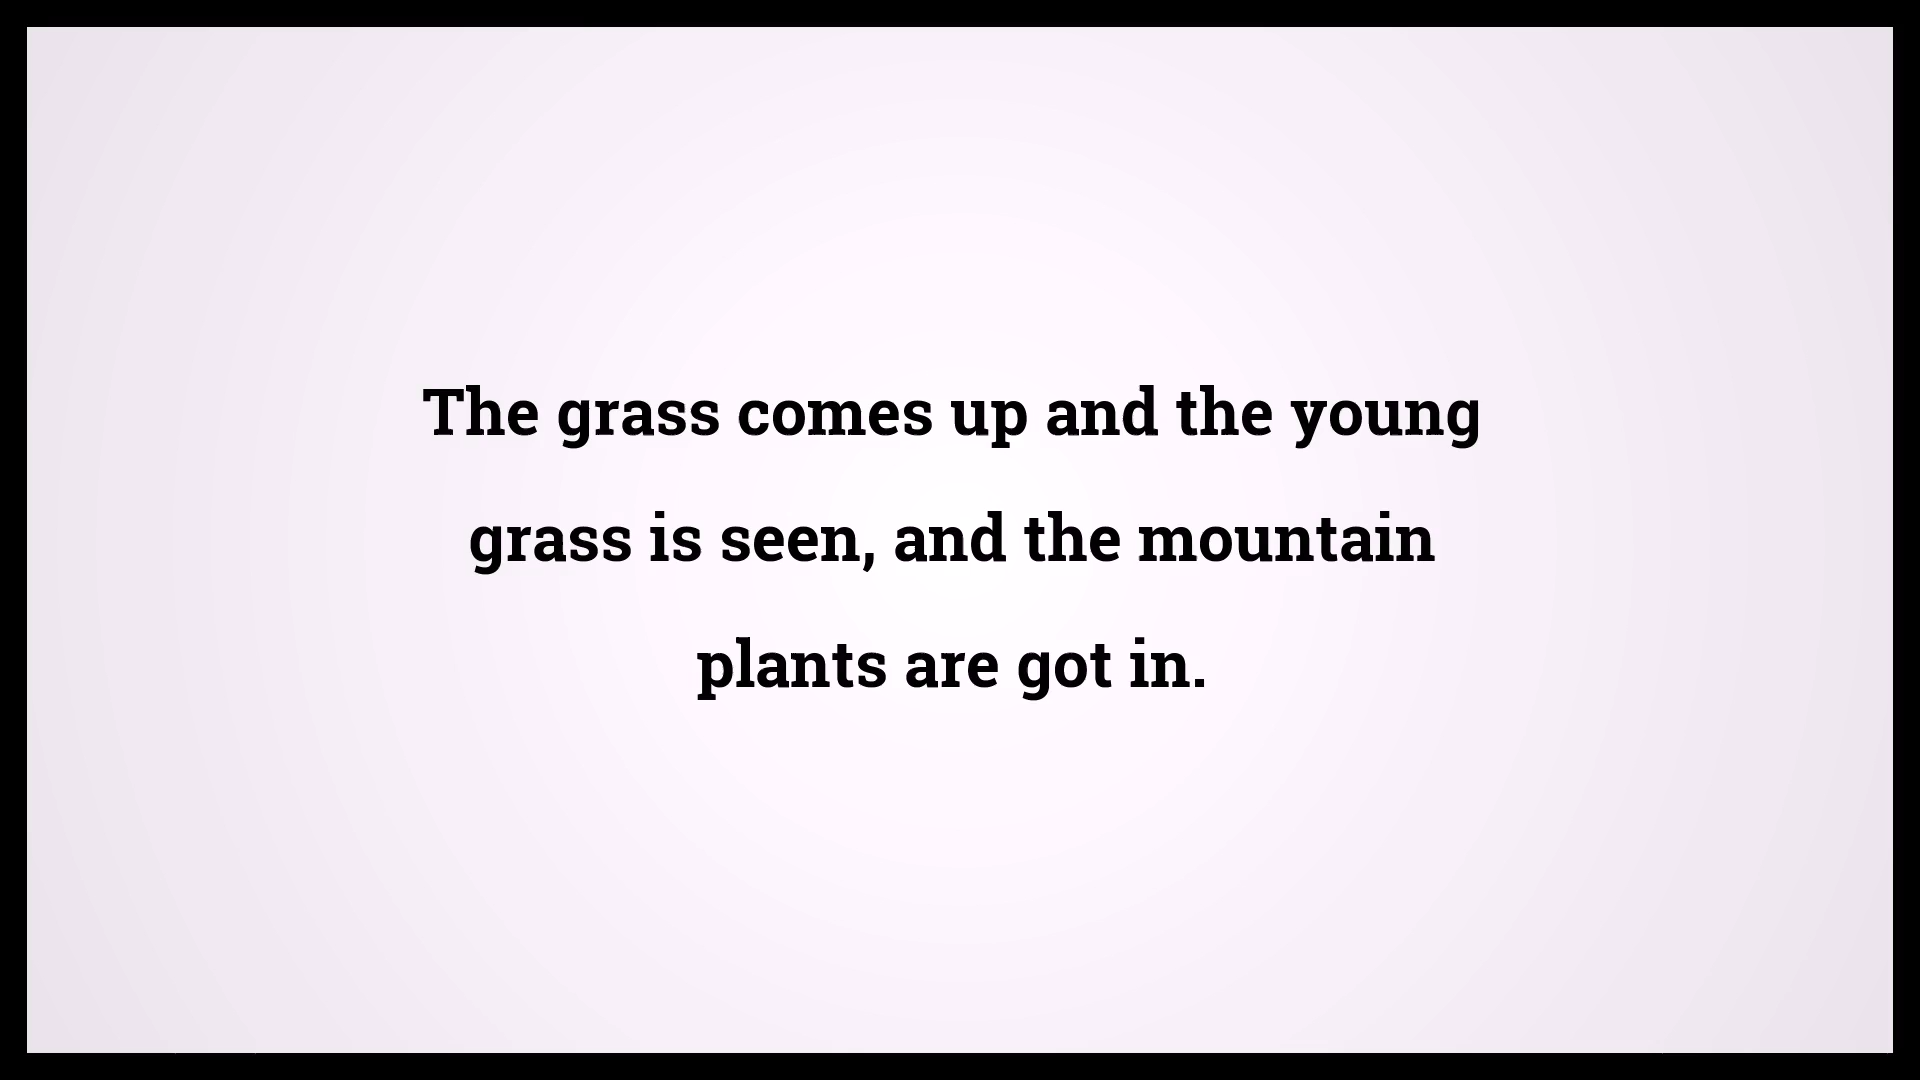 The grass comes up and the young
grass is seen, and the mountain
plants are got in.